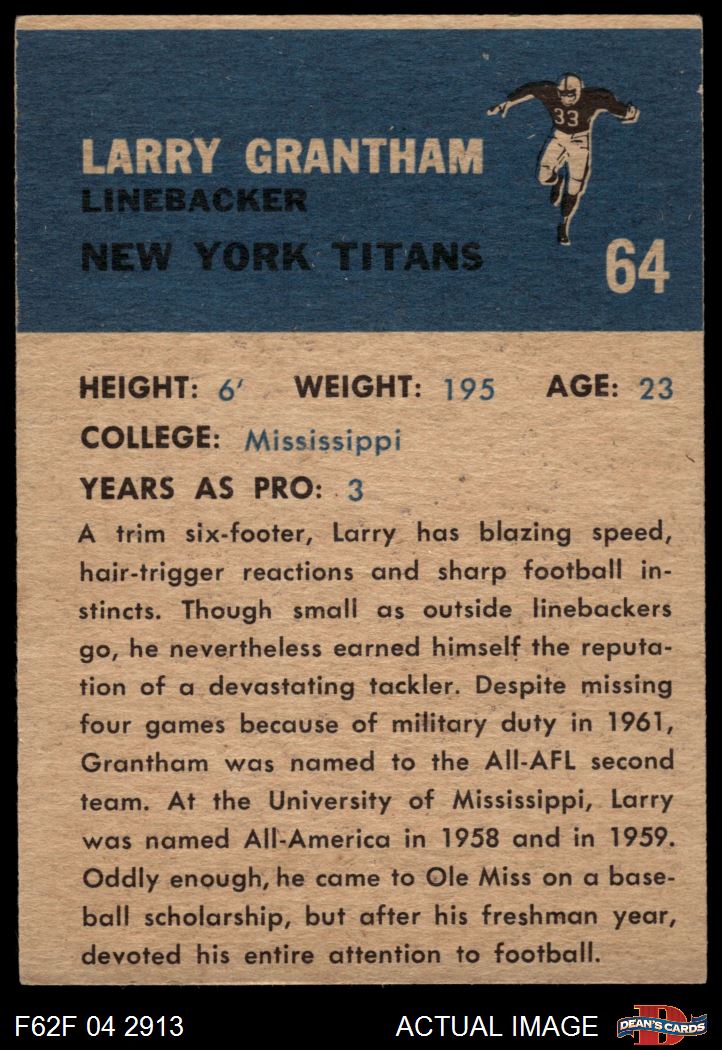 LARRY GRANTHAM
LINEBACKER
NEW YORK TITANS
33
64
HEIGHT: 6' WEIGHT: 195 AGE: 23
COLLEGE: Mississippi
YEARS AS PRO: 3
A trim six-footer, Larry has blazing speed,
hair-trigger reactions and sharp football in-
stincts. Though small as outside linebackers
go, he nevertheless earned himself the reputa-
tion of a devastating tackler. Despite missing
four games because of military duty in 1961,
Grantham was named to the All-AFL second
team. At the University of Mississippi, Larry
was named All-America in 1958 and in 1959.
Oddly enough, he came to Ole Miss on a base-
ball scholarship, but after his freshman year,
devoted his entire attention to football.
F62F 04 2913
ACTUAL IMAGE
D
DEAN'S CARDS